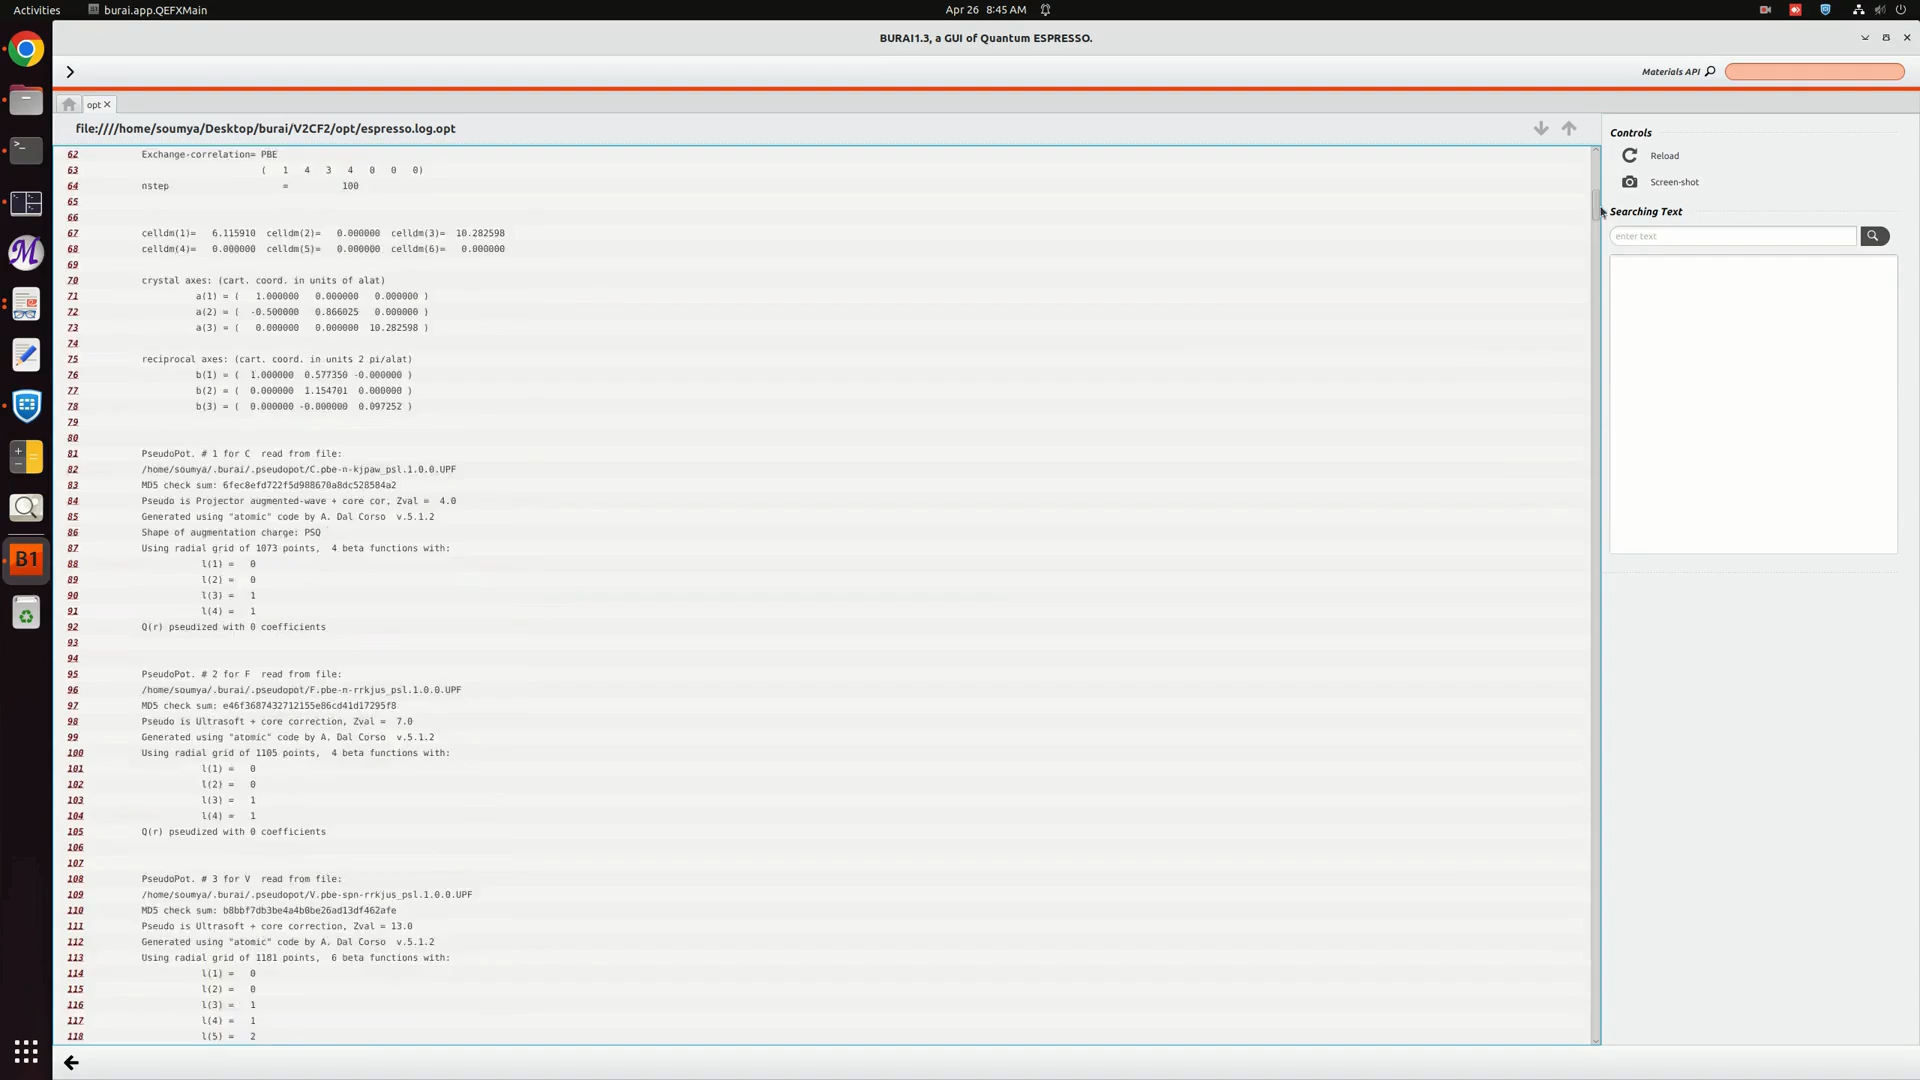 Activities
burai.app.QEFXMain
Apr 26 8:45 AM
BURAI1.3, a GUI of Quantum ESPRESSO.
Materials API
opt
file:////home/soumya/Desktop/burai/V2CF2/opt/espresso.log.opt
62 Exchange-correlation= PBE
63 ( 1 4 3 4 0 0 0)
64 nstep = 100
65
66
67 celldm(1)= 6.115910 celldm(2)= 0.000000 celldm(3)= 10.282598
68 celldm(4)= 0.000000 celldm(5)= 0.000000 celldm(6)= 0.000000
69
70 crystal axes: (cart. coord. in units of alat)
71 a(1) = ( 1.000000 0.000000 0.000000 )
72 a(2) = ( -0.500000 0.866025 0.000000 )
73 a(3) = ( 0.000000 0.000000 10.282598 )
74
75 reciprocal axes: (cart. coord. in units 2 pi/alat)
76 b(1) = ( 1.000000 0.577350 -0.000000 )
77 b(2) = ( 0.000000 1.154701 0.000000 )
78 b(3) = ( 0.000000 -0.000000 0.097252 )
79
80
81 PseudoPot. # 1 for C read from file:
82 /home/soumya/.burai/.pseudopot/C.pbe-n-kjpaw_psl.1.0.0.UPF
83 MD5 check sum: 6fec8efd722f5d988670a8dc528584a2
84 Pseudo is Projector augmented-wave + core cor, Zval = 4.0
85 Generated using "atomic" code by A. Dal Corso v.5.1.2
86 Shape of augmentation charge: PSQ
87 Using radial grid of 1073 points, 4 beta functions with:
88 l(1) = 0
89 l(2) = 0
90 l(3) = 1
91 l(4) = 1
92 Q(r) pseudized with 0 coefficients
93
94
95 PseudoPot. # 2 for F read from file:
96 /home/soumya/.burai/.pseudopot/F.pbe-n-rrkjus_psl.1.0.0.UPF
97 MD5 check sum: e46f3687432712155e86cd41d17295f8
98 Pseudo is Ultrasoft + core correction, Zval = 7.0
99 Generated using "atomic" code by A. Dal Corso v.5.1.2
100 Using radial grid of 1105 points, 4 beta functions with:
101 l(1) = 0
102 l(2) = 0
103 l(3) = 1
104 l(4) = 1
105 Q(r) pseudized with 0 coefficients
106
107
108 PseudoPot. # 3 for V read from file:
109 /home/soumya/.burai/.pseudopot/V.pbe-spn-rrkjus_psl.1.0.0.UPF
110 MD5 check sum: b8bbf7db3be4a4b0be26ad13df462afe
111 Pseudo is Ultrasoft + core correction, Zval = 13.0
112 Generated using "atomic" code by A. Dal Corso v.5.1.2
113 Using radial grid of 1181 points, 6 beta functions with:
114 l(1) = 0
115 l(2) = 0
116 l(3) = 1
117 l(4) = 1
118 l(5) = 2
Controls
Reload
Screen-shot
Searching Text
enter text
B1